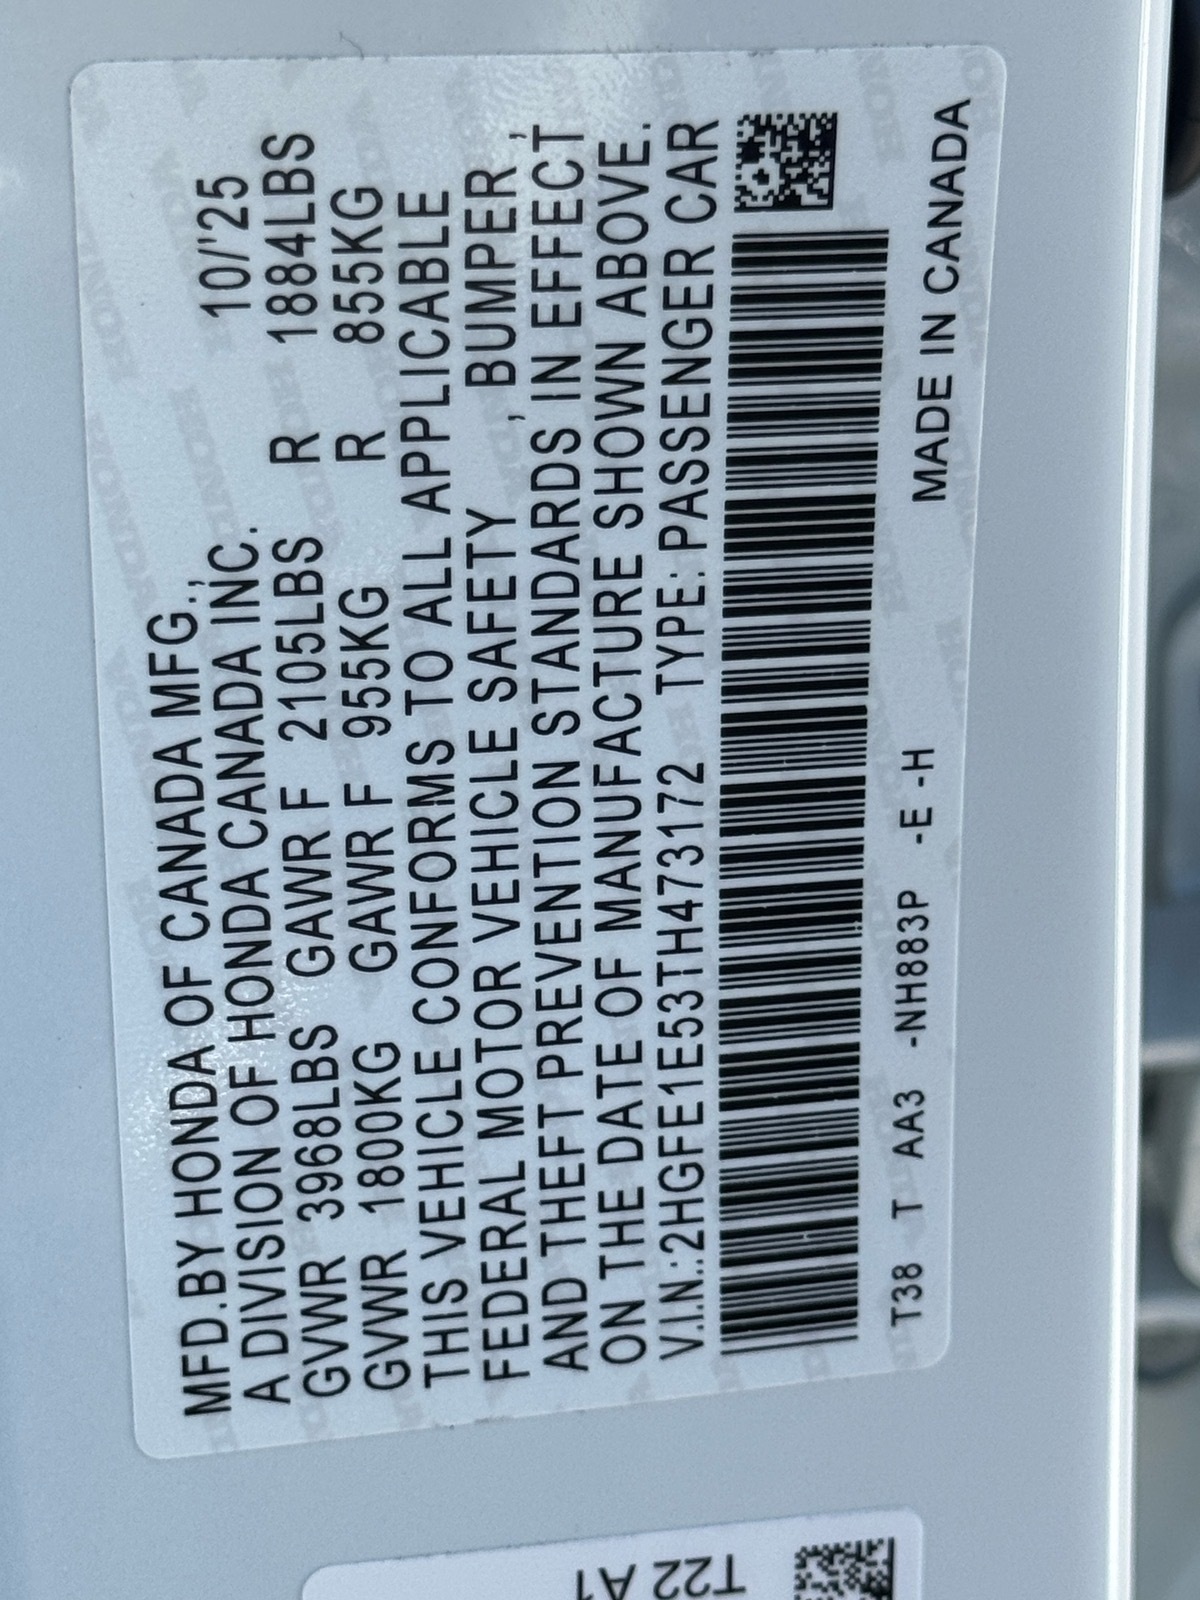 MFD.BY HONDA OF CANADA MFG.,
A DIVISION OF HONDA CANADA INC. 10/'25
GVWR 3968LBS GAWR F 2105LBS R 1884LBS
GVWR 1800KG GAWR F 955KG R 855KG
THIS VEHICLE CONFORMS TO ALL APPLICABLE
FEDERAL MOTOR VEHICLE SAFETY , BUMPER ,
AND THEFT PREVENTION STANDARDS IN EFFECT
ON THE DATE OF MANUFACTURE SHOWN ABOVE.
V.I.N.:2HGFE1E53TH473172 TYPE: PASSENGER CAR
T38 T AA3 -NH883P -E -H MADE IN CANADA
T22 A1